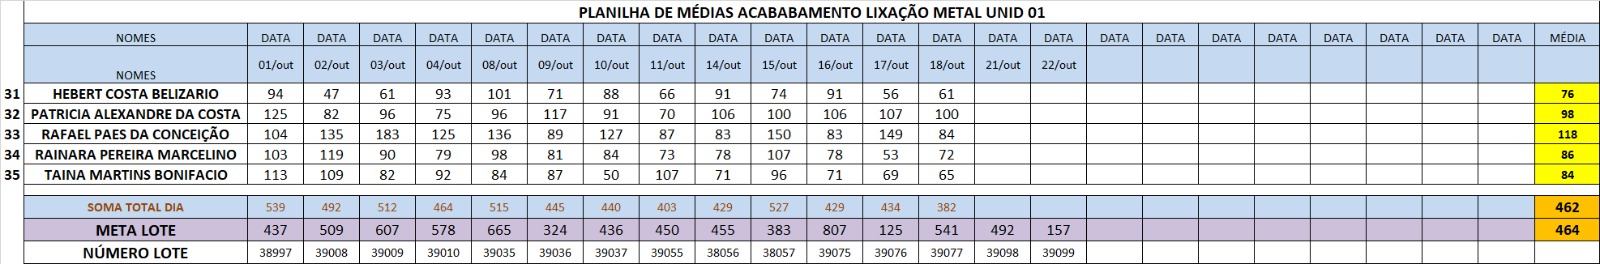 PLANILHA DE MÉDIAS ACABABAMENTO LIXAÇÃO METAL UNID 01
NOMES DATA DATA DATA DATA DATA DATA DATA DATA DATA DATA DATA DATA DATA DATA DATA DATA DATA DATA DATA DATA DATA DATA DATA MÉDIA
NOMES 01/out 02/out 03/out 04/out 08/out 09/out 10/out 11/out 14/out 15/out 16/out 17/out 18/out 21/out 22/out
31 HEBERT COSTA BELIZARIO 94 47 61 93 101 71 88 66 91 74 91 56 61 76
32 PATRICIA ALEXANDRE DA COSTA 125 82 96 75 96 117 91 70 106 100 106 107 100 98
33 RAFAEL PAES DA CONCEIÇÃO 104 135 183 125 136 89 127 87 83 150 83 149 84 118
34 RAINARA PEREIRA MARCELINO 103 119 90 79 98 81 84 73 78 107 78 53 72 86
35 TAINA MARTINS BONIFACIO 113 109 82 92 84 87 50 107 71 96 71 69 65 84
SOMA TOTAL DIA 539 492 512 464 515 445 440 403 429 527 429 434 382 462
META LOTE 437 509 607 578 665 324 436 450 455 383 807 125 541 492 157 464
NÚMERO LOTE 38997 39008 39009 39010 39035 39036 39037 39055 38056 38057 39075 39076 39077 39098 39099